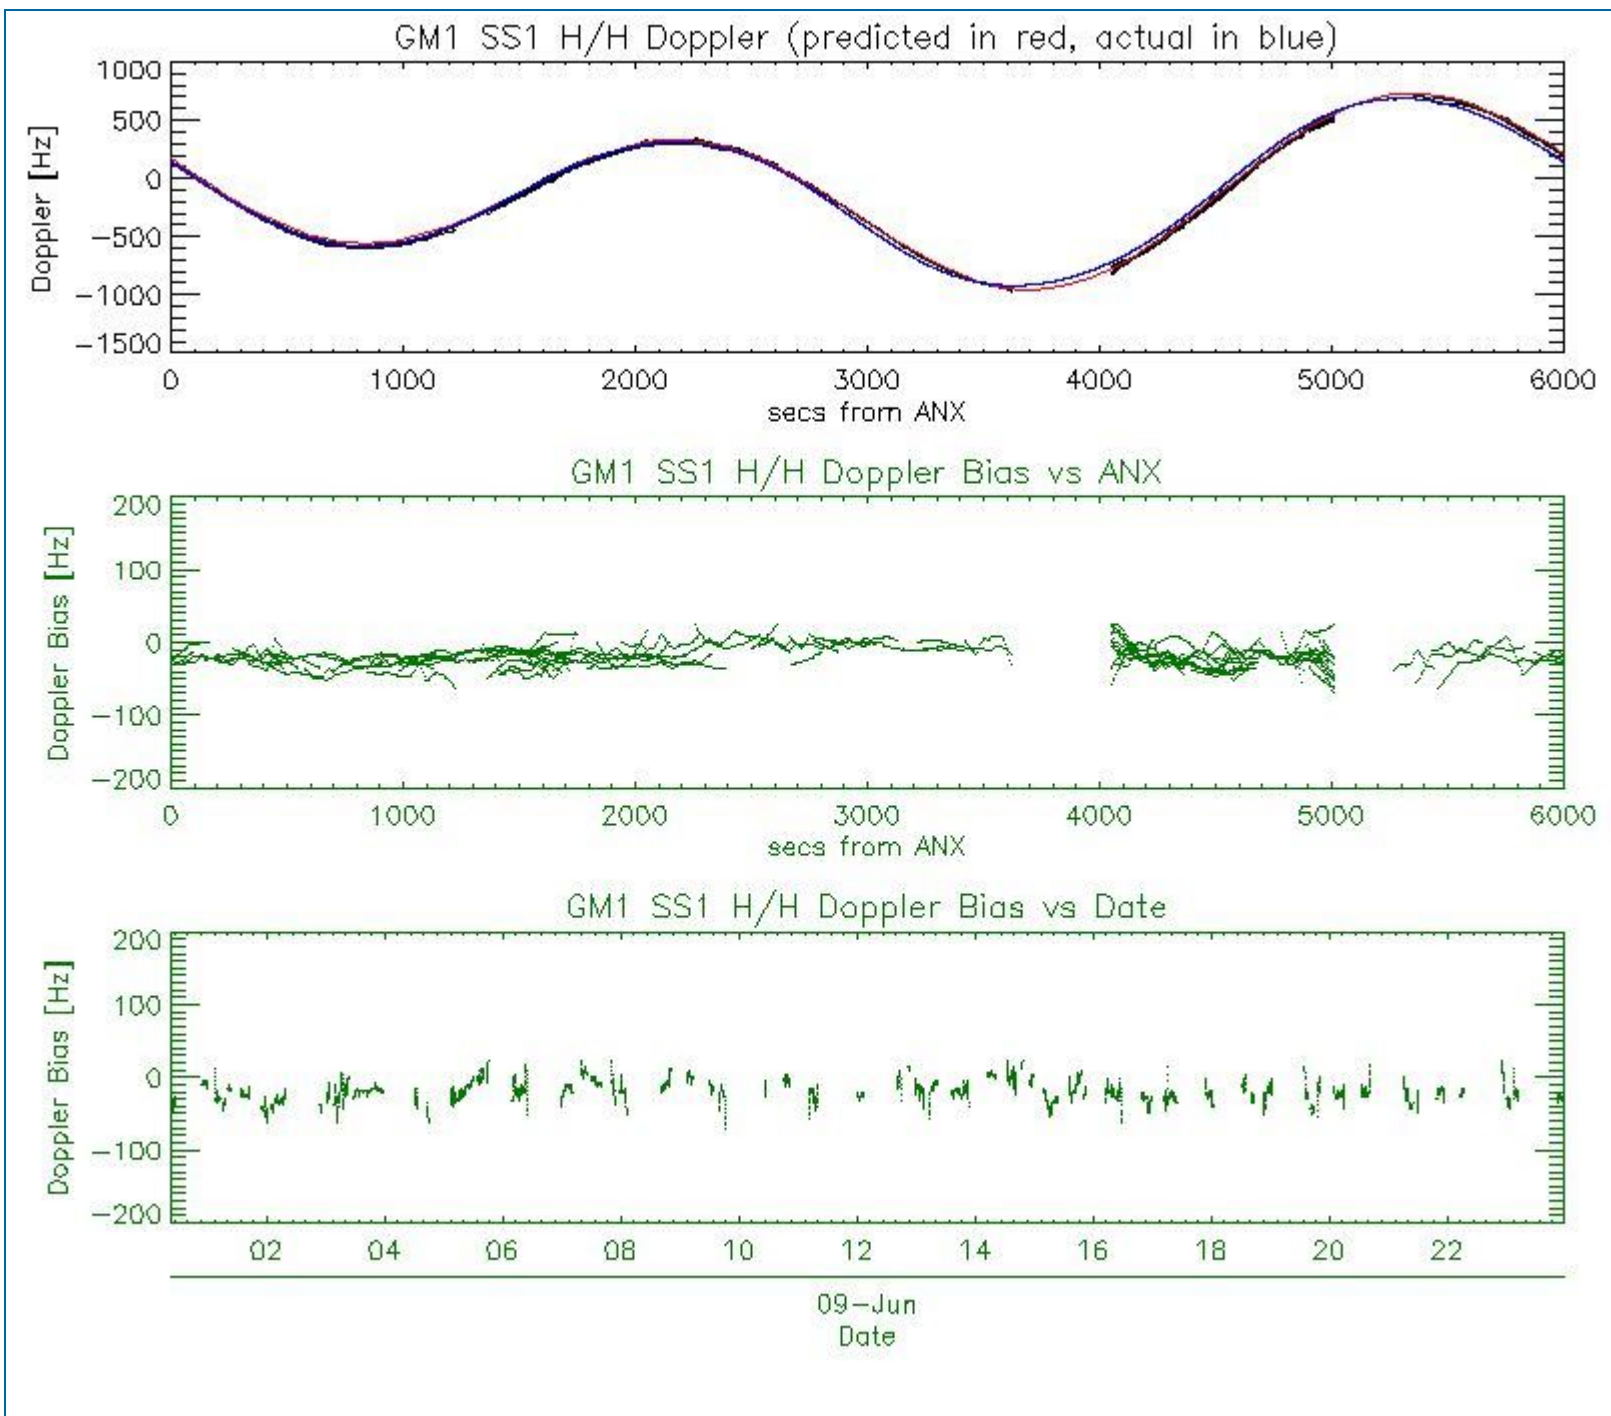 GM1 SS1 H/H Doppler (predicted in red, actual in blue)
1000
500
0
-500
-1000
-1500
Doppler [Hz]
0 1000 2000 3000 4000 5000 6000
secs from ANX
GM1 SS1 H/H Doppler Bias vs ANX
200
100
0
-100
-200
Doppler Bias [Hz]
0 1000 2000 3000 4000 5000 6000
secs from ANX
GM1 SS1 H/H Doppler Bias vs Date
200
100
0
-100
-200
Doppler Bias [Hz]
02 04 06 08 10 12 14 16 18 20 22
09-Jun
Date